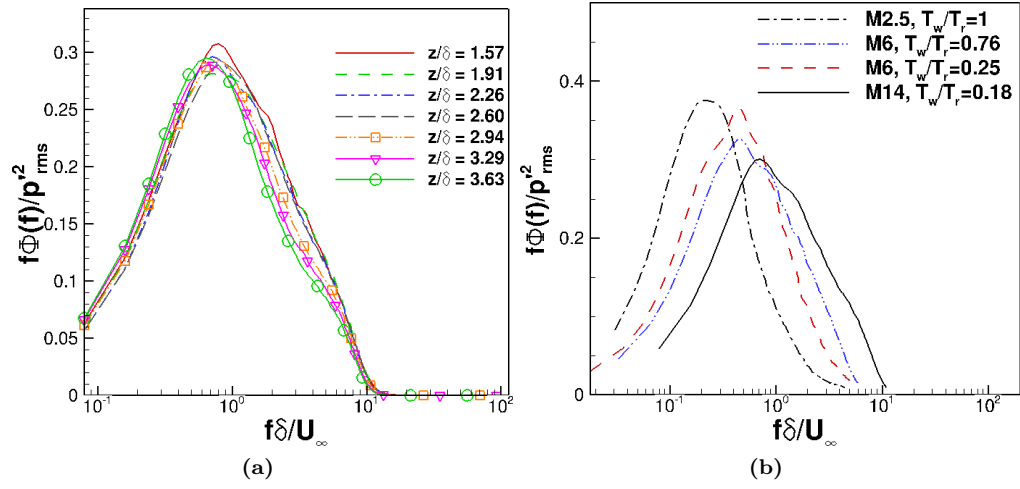 (a)
z/δ = 1.57
z/δ = 1.91
z/δ = 2.26
z/δ = 2.60
z/δ = 2.94
z/δ = 3.29
z/δ = 3.63
0.3
0.25
0.2
0.15
0.1
0.05
0
fΦ(f)/p'²rms
10⁻¹
10⁰
10¹
10²
fδ/U∞
(a)
(b)
M2.5, Tw/Tr=1
M6, Tw/Tr=0.76
M6, Tw/Tr=0.25
M14, Tw/Tr=0.18
0.4
0.2
0
fΦ(f)/p'²rms
10⁻¹
10⁰
10¹
10²
fδ/U∞
(b)